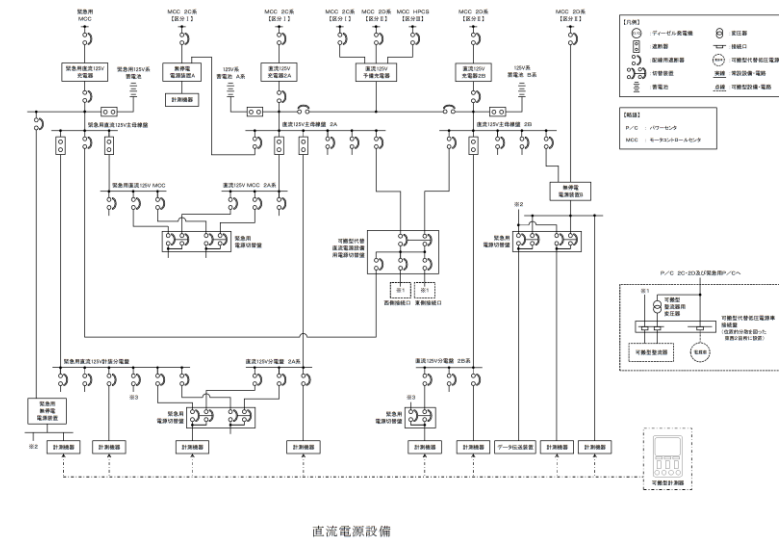 緊急用
MCC
MCC 2C系
【区分Ⅰ】
MCC 2C系
【区分Ⅰ】
MCC 2C系
【区分Ⅰ】
MCC 2D系
【区分Ⅱ】
MCC HPCS
【区分Ⅲ】
MCC 2D系
【区分Ⅱ】
MCC 2D系
【区分Ⅱ】
緊急用直流125V
充電器
緊急用125V系
蓄電池
無停電
電源装置A
計測機器
125V系
蓄電池 A系
直流125V
充電器2A
直流125V
予備充電器
直流125V
充電器2B
125V系
蓄電池 B系
緊急用直流125V主母線盤
直流125V主母線盤 2A
直流125V主母線盤 2B
無停電
電源装置B
緊急用直流125V MCC
直流125V MCC 2A系
緊急用
電源切替盤
可搬型代替
直流電源設備
用電源切替盤
※1
※1
西側接続口
東側接続口
※2
緊急用
電源切替盤
緊急用直流125V計装分電盤
直流125V分電盤 2A系
直流125V分電盤 2B系
※3
緊急用
電源切替盤
※3
緊急用
電源切替盤
緊急用
無停電
電源装置
※2
計測機器
計測機器
計測機器
計測機器
計測機器
計測機器
データ伝送装置
計測機器
計測機器
可搬型計測器
【凡例】
:ディーゼル発電機
:遮断器
:配線用遮断器
:切替装置
:蓄電池
:変圧器
:接続口
:可搬型代替低圧電源車
実線 :常設設備・電路
点線 :可搬型設備・電路
【略語】
P/C : パワーセンタ
MCC : モータコントロールセンタ
P/C 2C・2D及び緊急用P/Cへ
※1
可搬型
整流器用
変圧器
可搬型代替低圧電源車
接続盤
可搬型整流器
電源車
直流電源設備